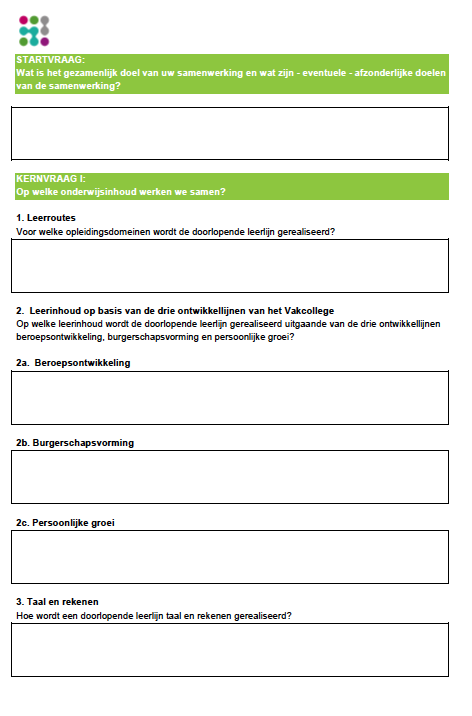 STARTVRAAG:
Wat is het gezamenlijk doel van uw samenwerking en wat zijn - eventuele - afzonderlijke doelen
van de samenwerking?
KERNVRAAG I:
Op welke onderwijsinhoud werken we samen?
1. Leerroutes
Voor welke opleidingsdomeinen wordt de doorlopende leerlijn gerealiseerd?
2. Leerinhoud op basis van de drie ontwikkellijnen van het Vakcollege
Op welke leerinhoud wordt de doorlopende leerlijn gerealiseerd uitgaande van de drie ontwikkellijnen
beroepsontwikkeling, burgerschapsvorming en persoonlijke groei?
2a. Beroepsontwikkeling
2b. Burgerschapsvorming
2c. Persoonlijke groei
3. Taal en rekenen
Hoe wordt een doorlopende leerlijn taal en rekenen gerealiseerd?